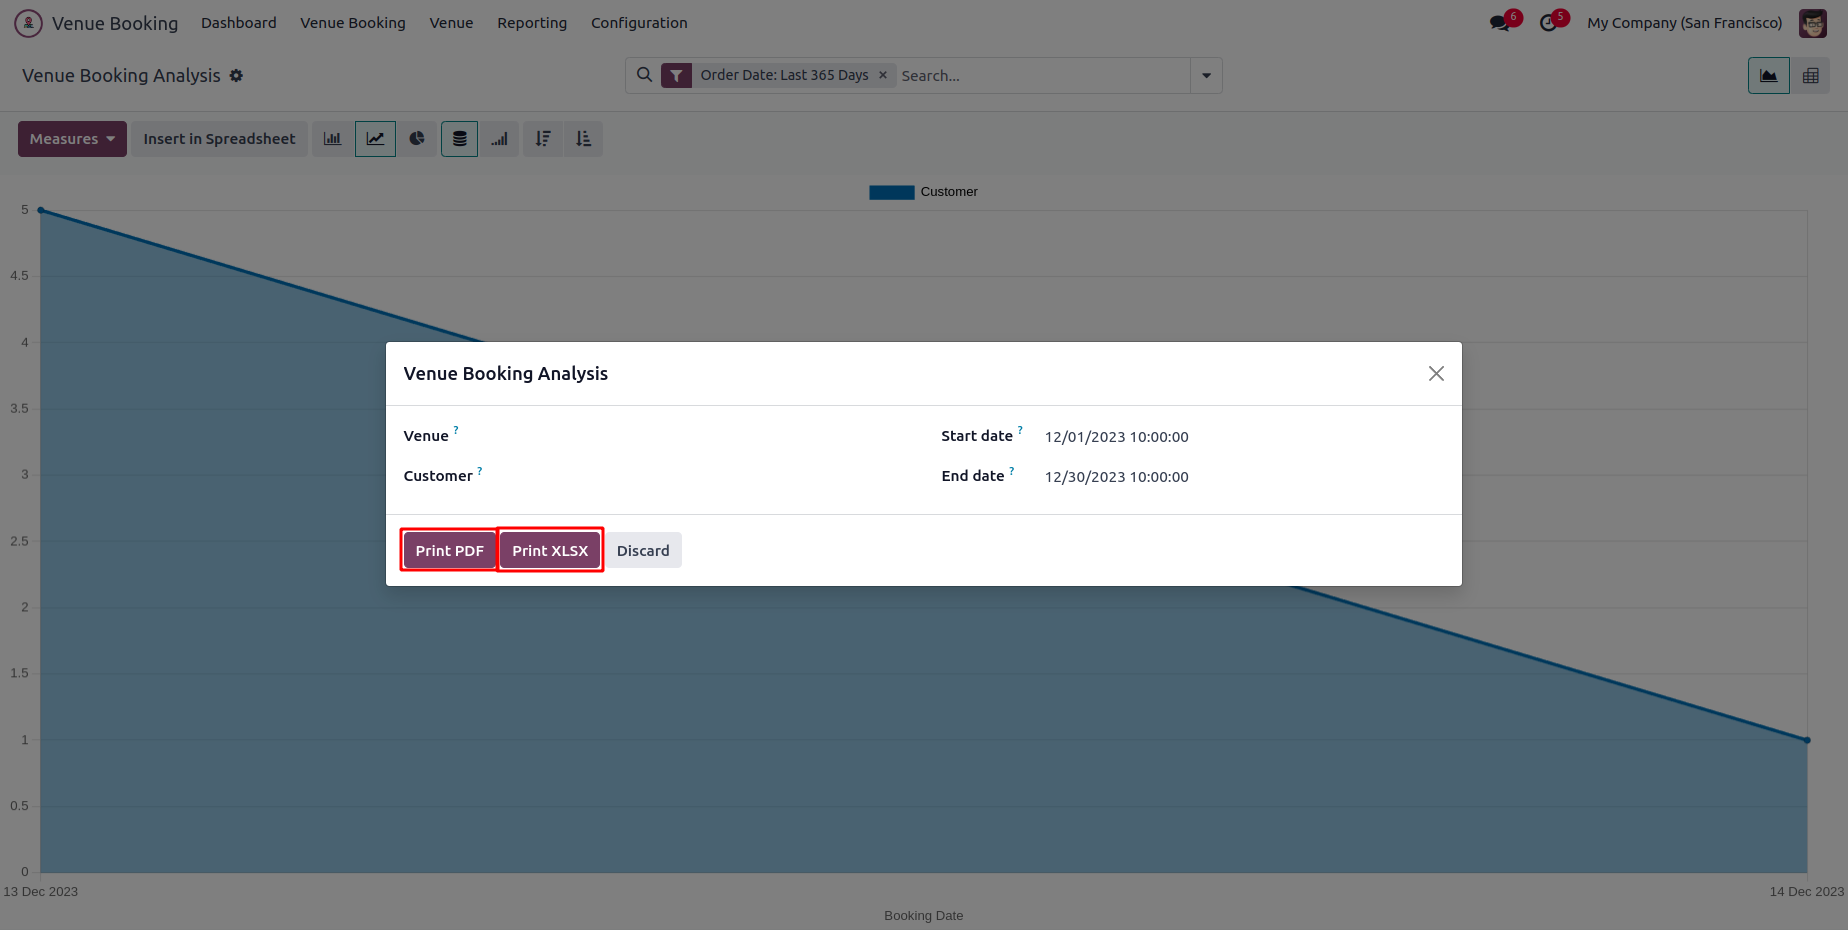 Venue Booking Dashboard Venue Booking Venue Reporting Configuration 6 5 My Company (San Francisco)
Venue Booking Analysis Order Date: Last 365 Days × Search...
Measures Insert in Spreadsheet
Customer
5
4.5
4
3.5
3
2.5
2
1.5
1
0.5
0
13 Dec 2023 14 Dec 2023
Booking Date
Venue Booking Analysis
Venue ? Start date ? 12/01/2023 10:00:00
Customer ? End date ? 12/30/2023 10:00:00
Print PDF Print XLSX Discard